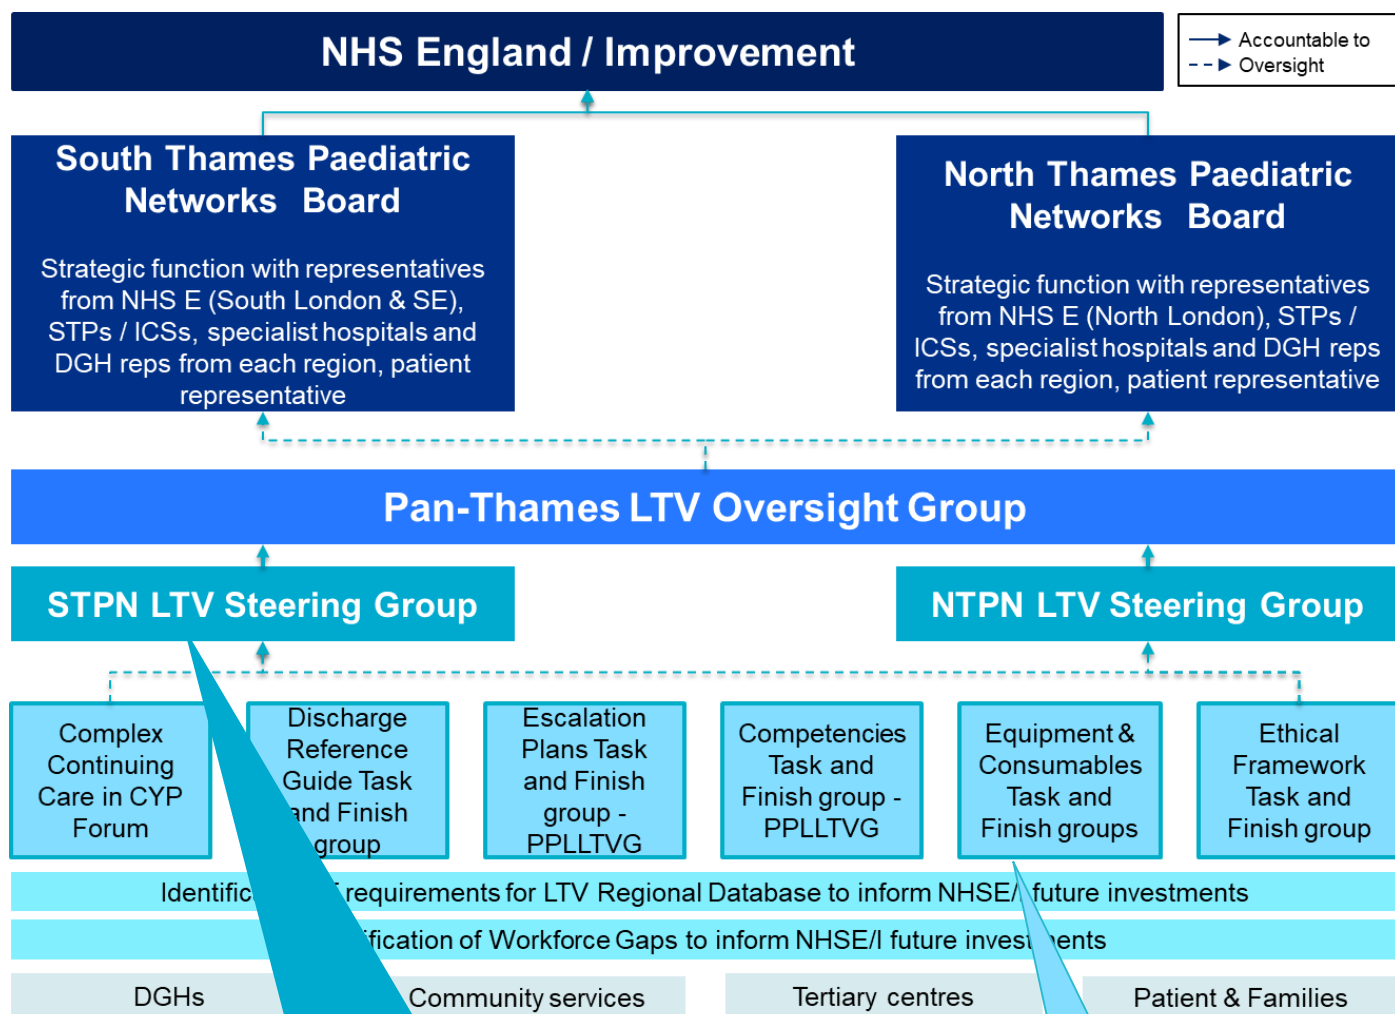 NHS England / Improvement
Accountable to
Oversight
South Thames Paediatric
Networks Board
Strategic function with representatives
from NHS E (South London & SE),
STPs / ICSs, specialist hospitals and
DGH reps from each region, patient
representative
North Thames Paediatric
Networks Board
Strategic function with representatives
from NHS E (North London), STPs /
ICSs, specialist hospitals and DGH reps
from each region, patient representative
Pan-Thames LTV Oversight Group
STPN LTV Steering Group
NTPN LTV Steering Group
Complex
Continuing
Care in CYP
Forum
Discharge
Reference
Guide Task
and Finish
group
Escalation
Plans Task
and Finish
group -
PPLLTVG
Competencies
Task and
Finish group -
PPLLTVG
Equipment &
Consumables
Task and
Finish groups
Ethical
Framework
Task and
Finish group
requirements for LTV Regional Database to inform NHSE/I future investments
of Workforce Gaps to inform NHSE/I future investments
DGHs
Community services
Tertiary centres
Patient & Families